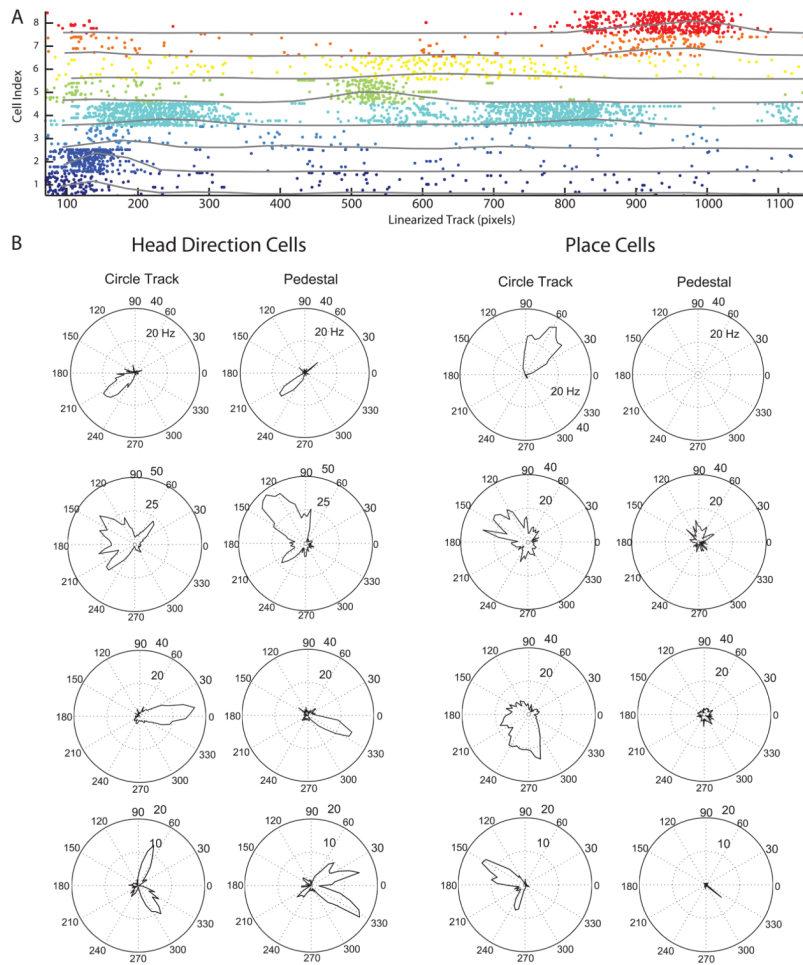 A
Cell Index
8
7
6
5
4
3
2
1
100 200 300 400 500 600 700 800 900 1000 1100
Linearized Track (pixels)
B
Head Direction Cells Place Cells
Circle Track Pedestal Circle Track Pedestal
90 40 90 40 90 90 40
120 60 120 60 120 60 120 60
150 20 Hz 30 150 20 Hz 30 150 30 150 20 Hz 30
180 0 180 0 180 0 180 0
20 Hz
210 330 210 330 210 330 210 330
240 300 240 300 240 300 40 240 300
270 270 270 270
90 50 90 50 90 40 90 40
120 60 120 60 120 60 120 60
150 25 30 150 25 30 150 20 30 150 20 30
180 0 180 0 180 0 180 0
210 330 210 330 210 330 210 330
240 300 240 300 240 300 240 300
270 270 270 270
90 40 90 40 90 40 90 40
120 60 120 60 120 60 120 60
150 20 30 150 20 30 150 20 30 150 20 30
180 0 180 0 180 0 180 0
210 330 210 330 210 330 210 330
240 300 240 300 240 300 240 300
270 270 270 270
90 20 90 20 90 20 90 20
120 60 120 60 120 60 120 60
150 10 30 150 10 30 150 10 30 150 10 30
180 0 180 0 180 0 180 0
210 330 210 330 210 330 210 330
240 300 240 300 240 300 240 300
270 270 270 270